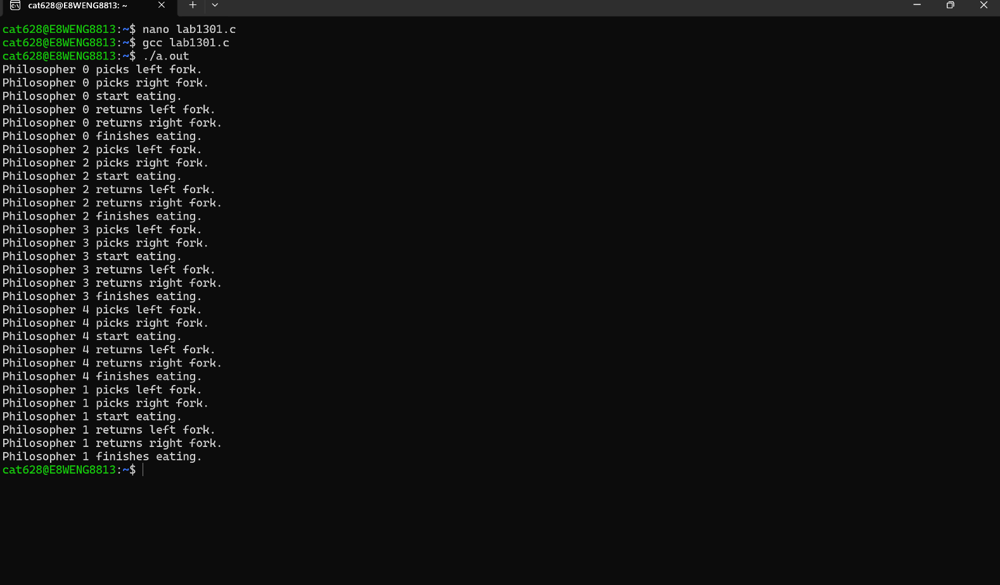 cat628@E8WENG8813: ~
cat628@E8WENG8813:~$ nano lab1301.c
cat628@E8WENG8813:~$ gcc lab1301.c
cat628@E8WENG8813:~$ ./a.out
Philosopher 0 picks left fork.
Philosopher 0 picks right fork.
Philosopher 0 start eating.
Philosopher 0 returns left fork.
Philosopher 0 returns right fork.
Philosopher 0 finishes eating.
Philosopher 2 picks left fork.
Philosopher 2 picks right fork.
Philosopher 2 start eating.
Philosopher 2 returns left fork.
Philosopher 2 returns right fork.
Philosopher 2 finishes eating.
Philosopher 3 picks left fork.
Philosopher 3 picks right fork.
Philosopher 3 start eating.
Philosopher 3 returns left fork.
Philosopher 3 returns right fork.
Philosopher 3 finishes eating.
Philosopher 4 picks left fork.
Philosopher 4 picks right fork.
Philosopher 4 start eating.
Philosopher 4 returns left fork.
Philosopher 4 returns right fork.
Philosopher 4 finishes eating.
Philosopher 1 picks left fork.
Philosopher 1 picks right fork.
Philosopher 1 start eating.
Philosopher 1 returns left fork.
Philosopher 1 returns right fork.
Philosopher 1 finishes eating.
cat628@E8WENG8813:~$